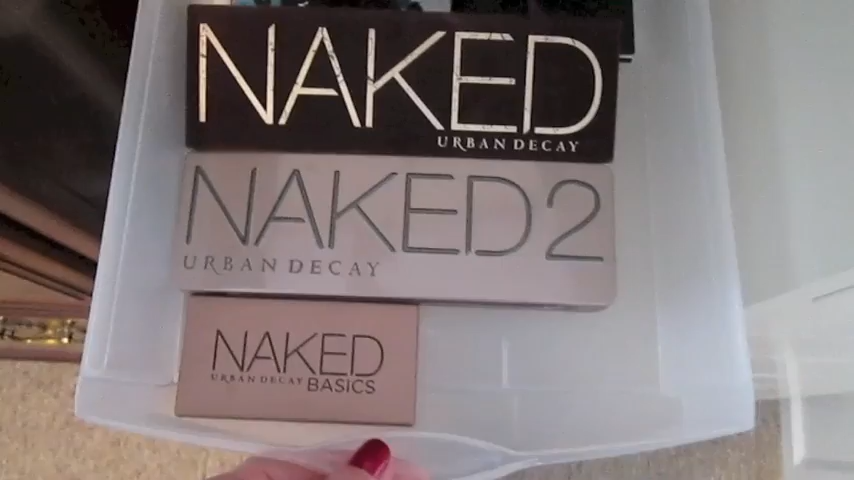 NAKED
URBAN DECAY
NAKED2
URBAN DECAY
NAKED
URBAN DECAY BASICS